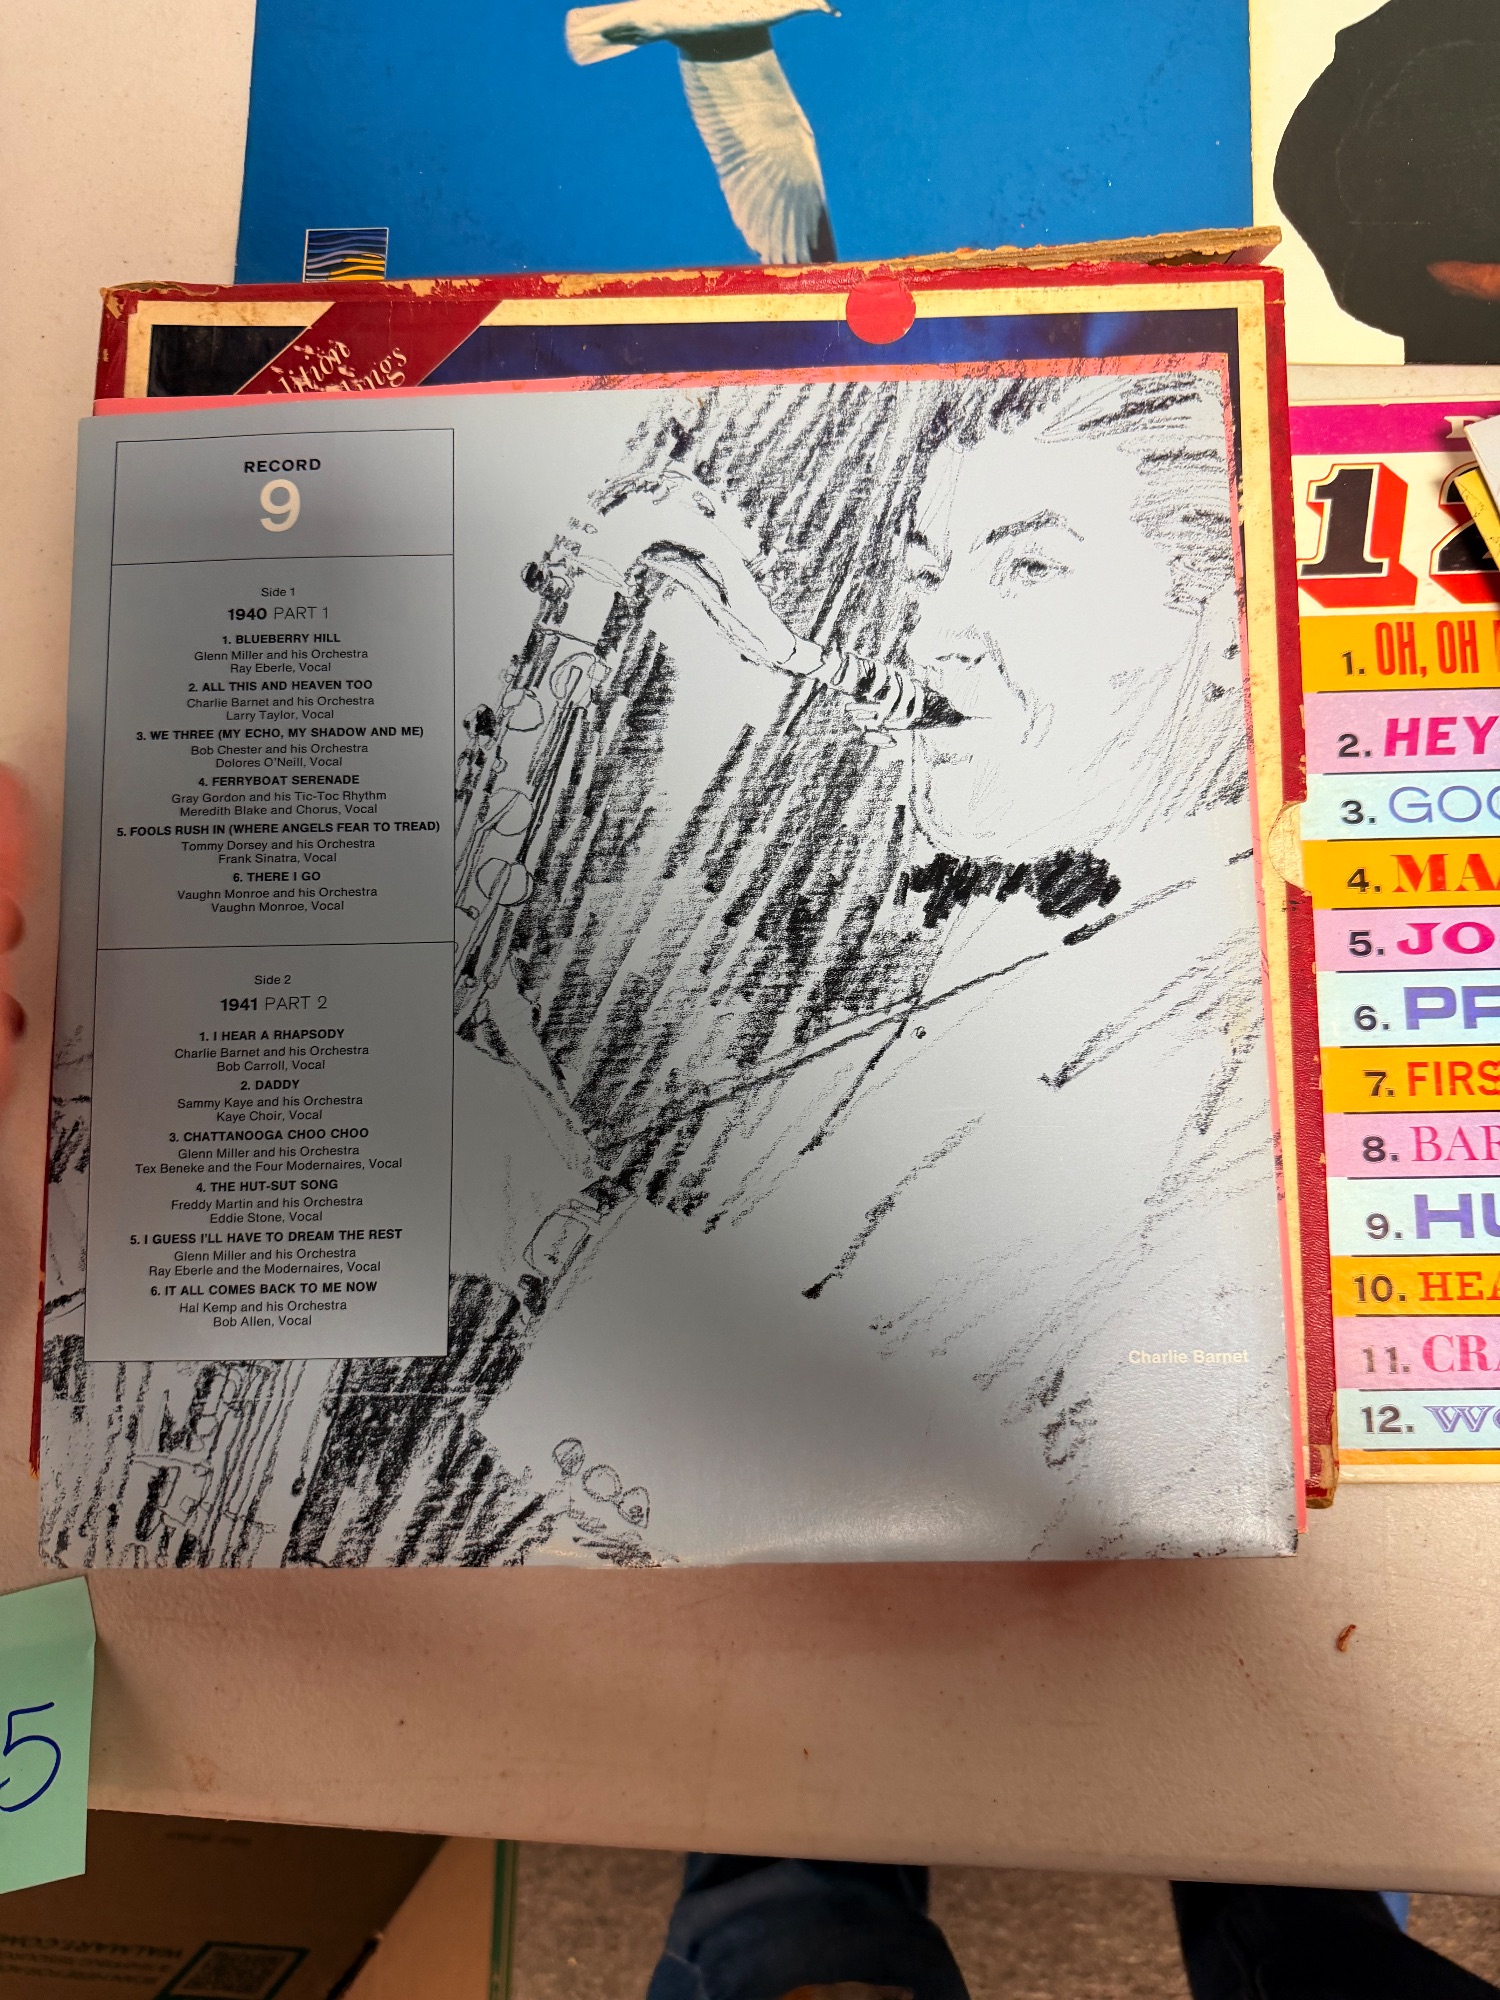 RECORD
9
Side 1
1940 PART 1
1. BLUEBERRY HILL
Glenn Miller and his Orchestra
Ray Eberle, Vocal
2. ALL THIS AND HEAVEN TOO
Charlie Barnet and his Orchestra
Larry Taylor, Vocal
3. WE THREE (MY ECHO, MY SHADOW AND ME)
Bob Chester and his Orchestra
Dolores O'Neill, Vocal
4. FERRYBOAT SERENADE
Gray Gordon and his Tic-Toc Rhythm
Meredith Blake and Chorus, Vocal
5. FOOLS RUSH IN (WHERE ANGELS FEAR TO TREAD)
Tommy Dorsey and his Orchestra
Frank Sinatra, Vocal
6. THERE I GO
Vaughn Monroe and his Orchestra
Vaughn Monroe, Vocal
Side 2
1941 PART 2
1. I HEAR A RHAPSODY
Charlie Barnet and his Orchestra
Bob Carroll, Vocal
2. DADDY
Sammy Kaye and his Orchestra
Kaye Choir, Vocal
3. CHATTANOOGA CHOO CHOO
Glenn Miller and his Orchestra
Tex Beneke and the Four Modernaires, Vocal
4. THE HUT-SUT SONG
Freddy Martin and his Orchestra
Eddie Stone, Vocal
5. I GUESS I'LL HAVE TO DREAM THE REST
Glenn Miller and his Orchestra
Ray Eberle and the Modernaires, Vocal
6. IT ALL COMES BACK TO ME NOW
Hal Kemp and his Orchestra
Bob Allen, Vocal
Charlie Barnet
1. OH, OH
2. HEY
3.
4.
5.
6.
7.
8.
9.
10.
11.
12.
5